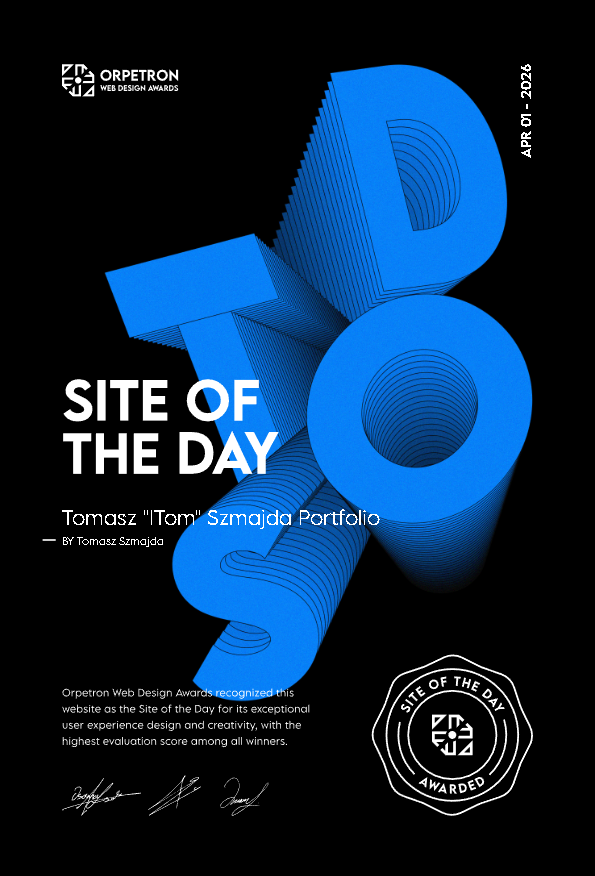 ORPETRON
WEB DESIGN AWARDS
APR 01 - 2026
D
T
O
S
SITE OF
THE DAY
Tomasz "ITom" Szmajda Portfolio
BY Tomasz Szmajda
Orpetron Web Design Awards recognized this
website as the Site of the Day for its exceptional
user experience design and creativity, with the
highest evaluation score among all winners.
SITE OF THE DAY
AWARDED